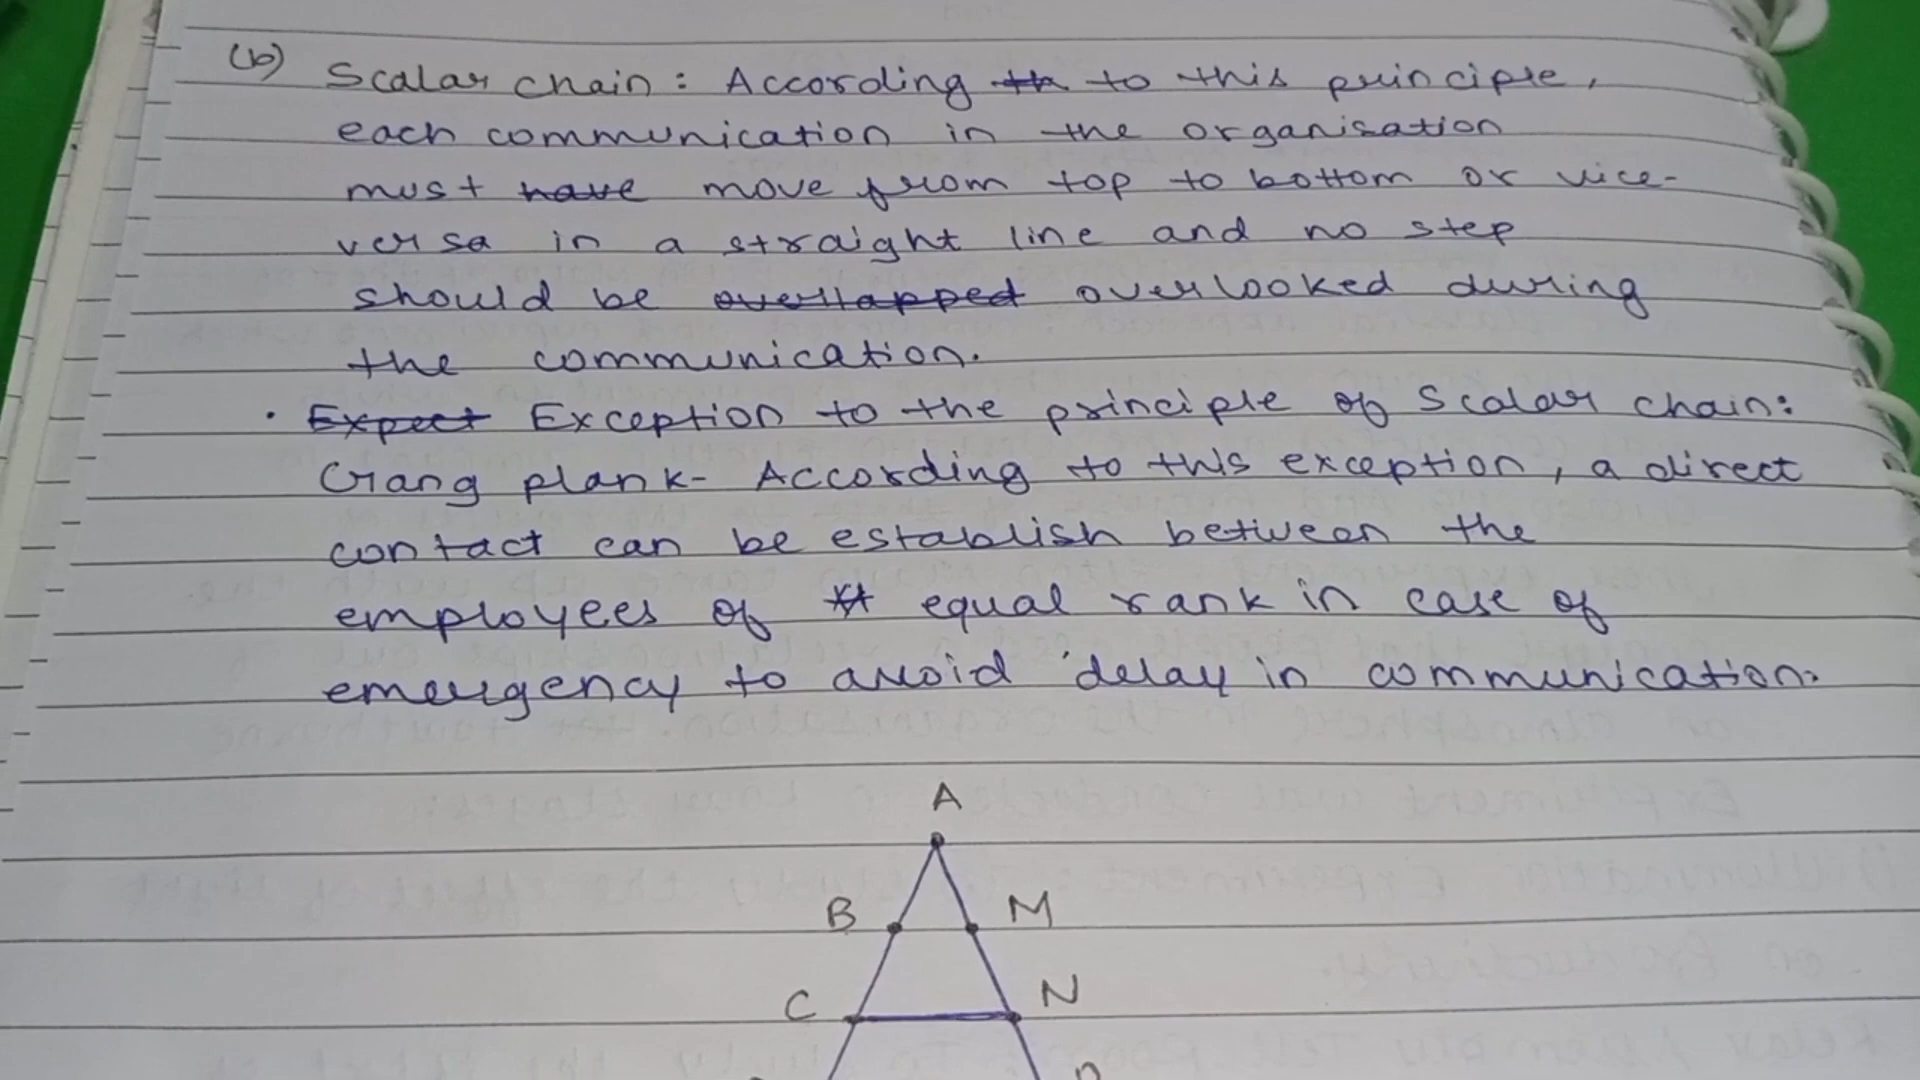 (b) Scalar chain: According to this principle,
each communication in the organisation
must have move from top to bottom or vice-
versa in a straight line and no step
should be overlapped overlooked during
the communication.
• Expect Exception to the principle of Scalar chain:
Gang plank- According to this exception, a direct
contact can be establish between the
employees of equal rank in case of
emergency to avoid delay in communication.
A
B M
C N